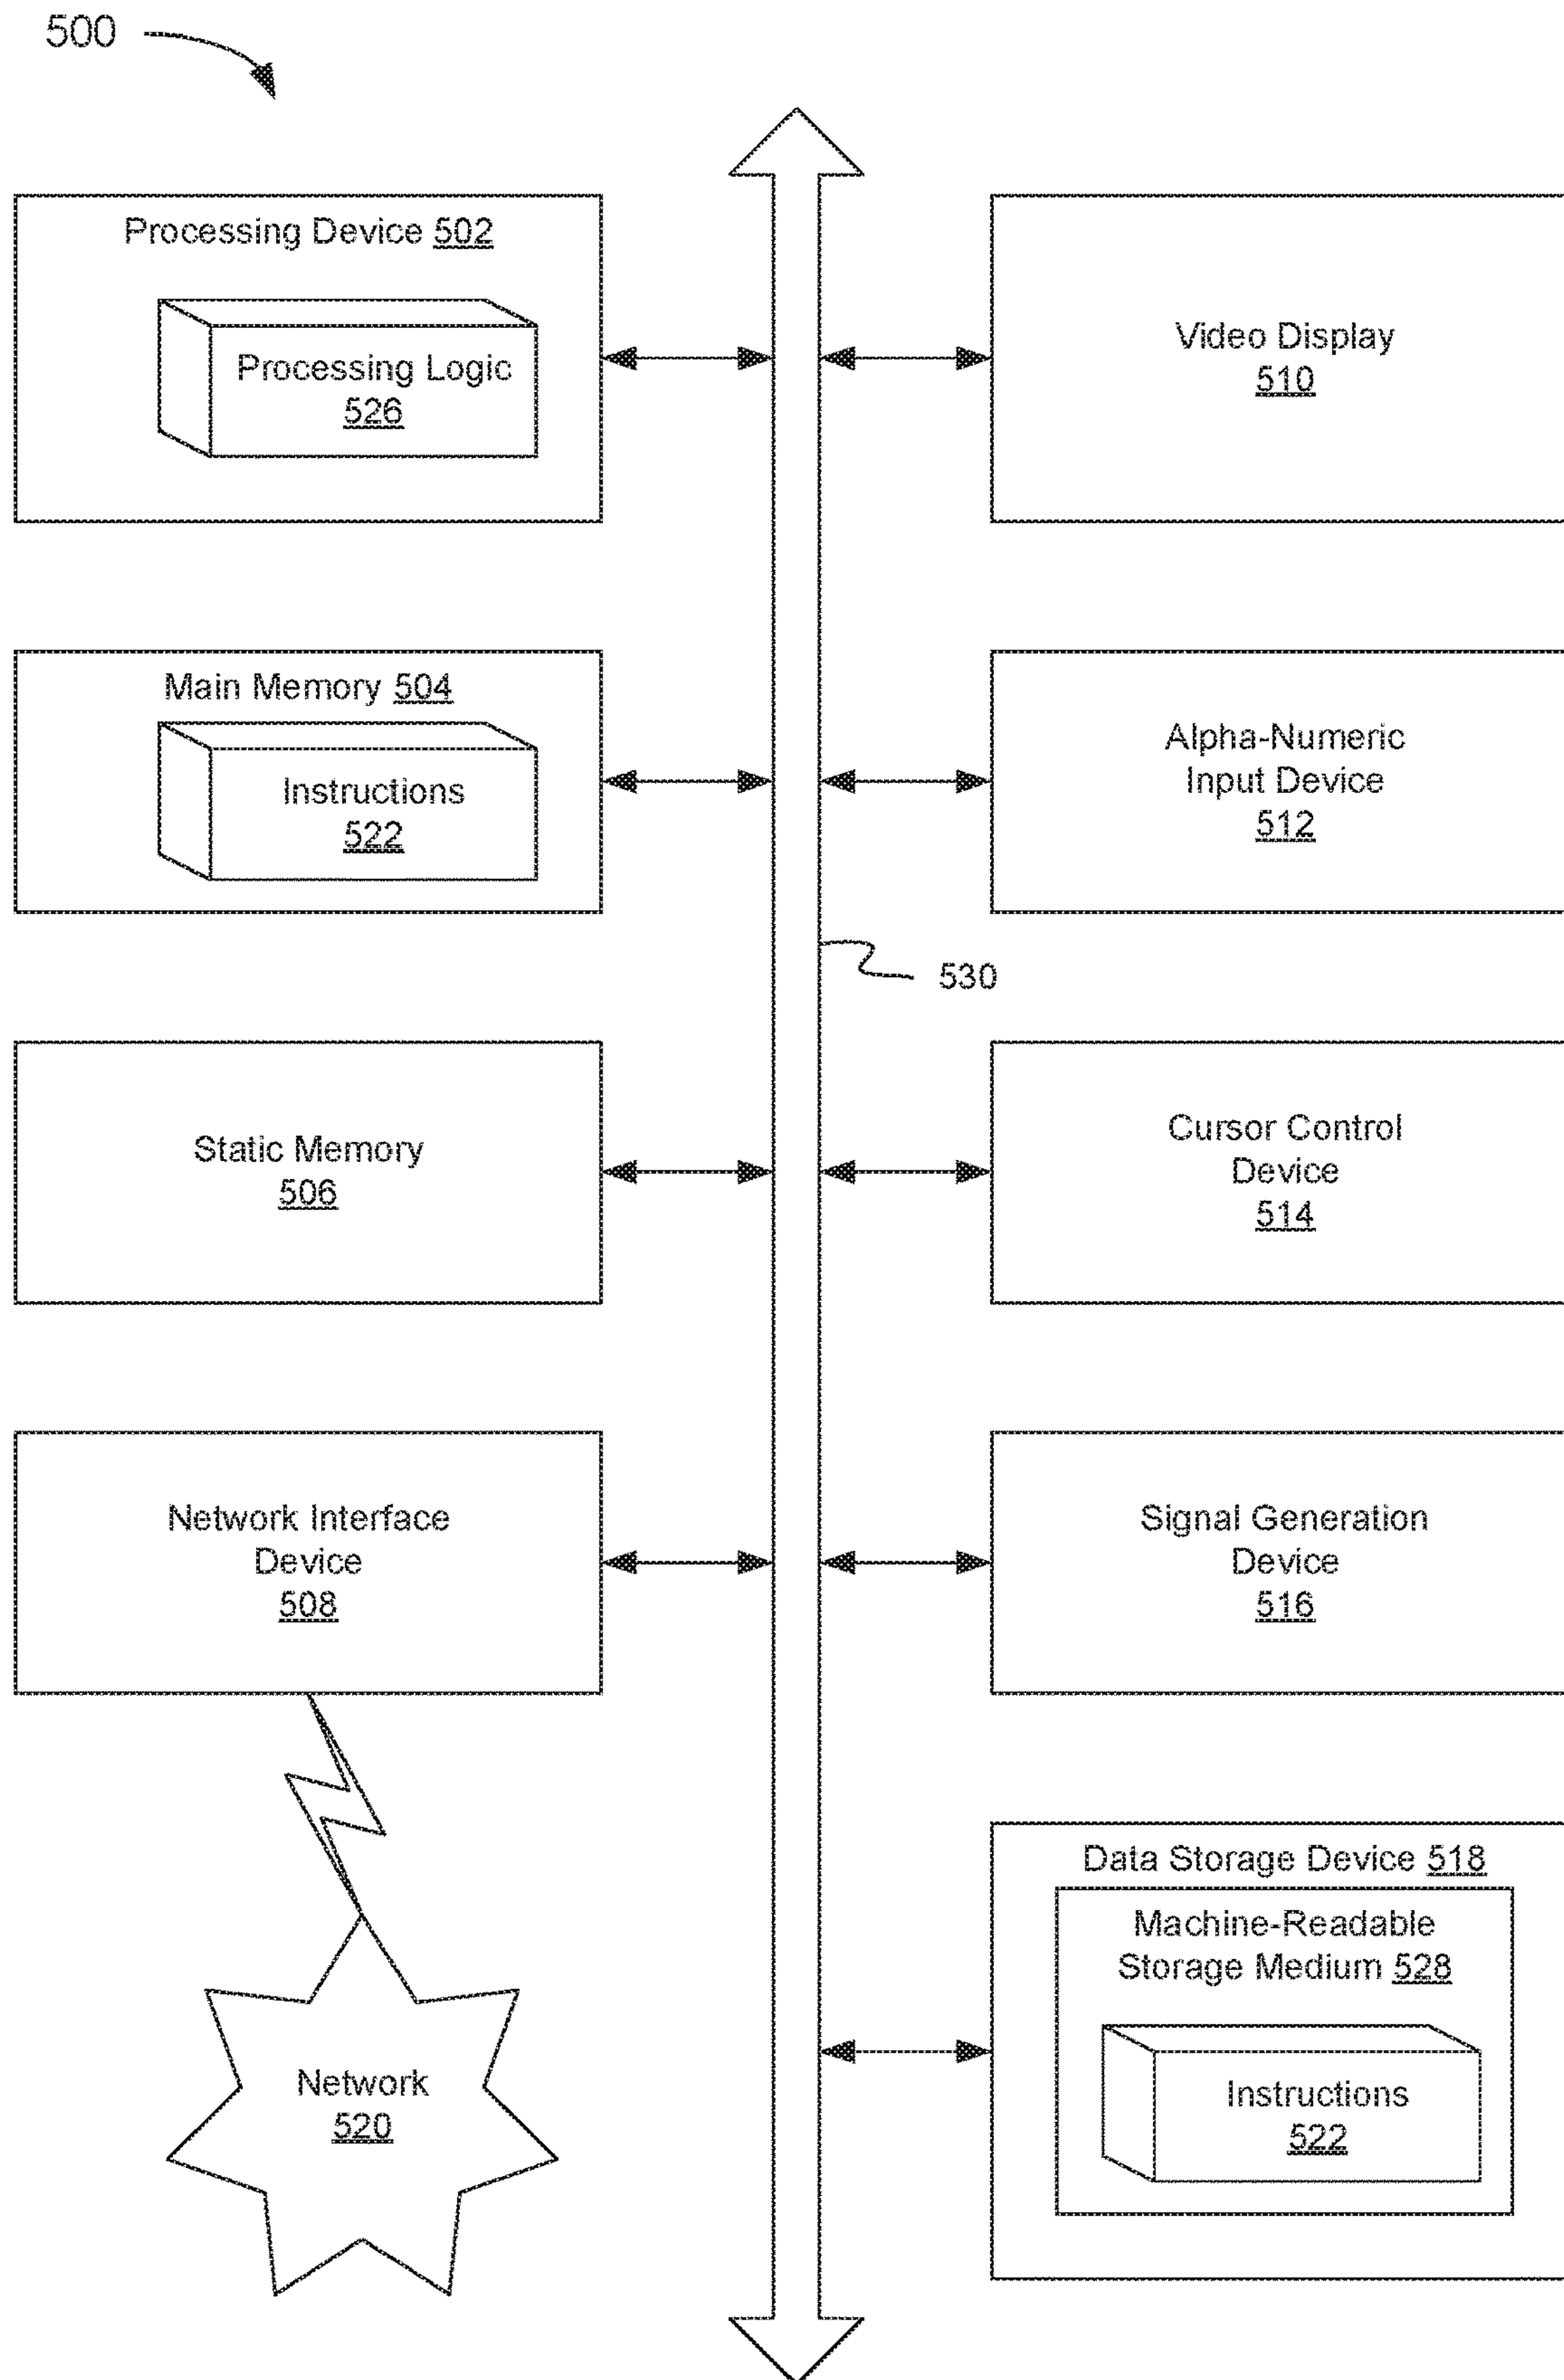 500
Processing Device 502
Processing Logic
526
Video Display
510
Main Memory 504
Instructions
522
Alpha-Numeric
Input Device
512
530
Static Memory
506
Cursor Control
Device
514
Network Interface
Device
508
Signal Generation
Device
516
Data Storage Device 518
Machine-Readable
Storage Medium 528
Instructions
522
Network
520